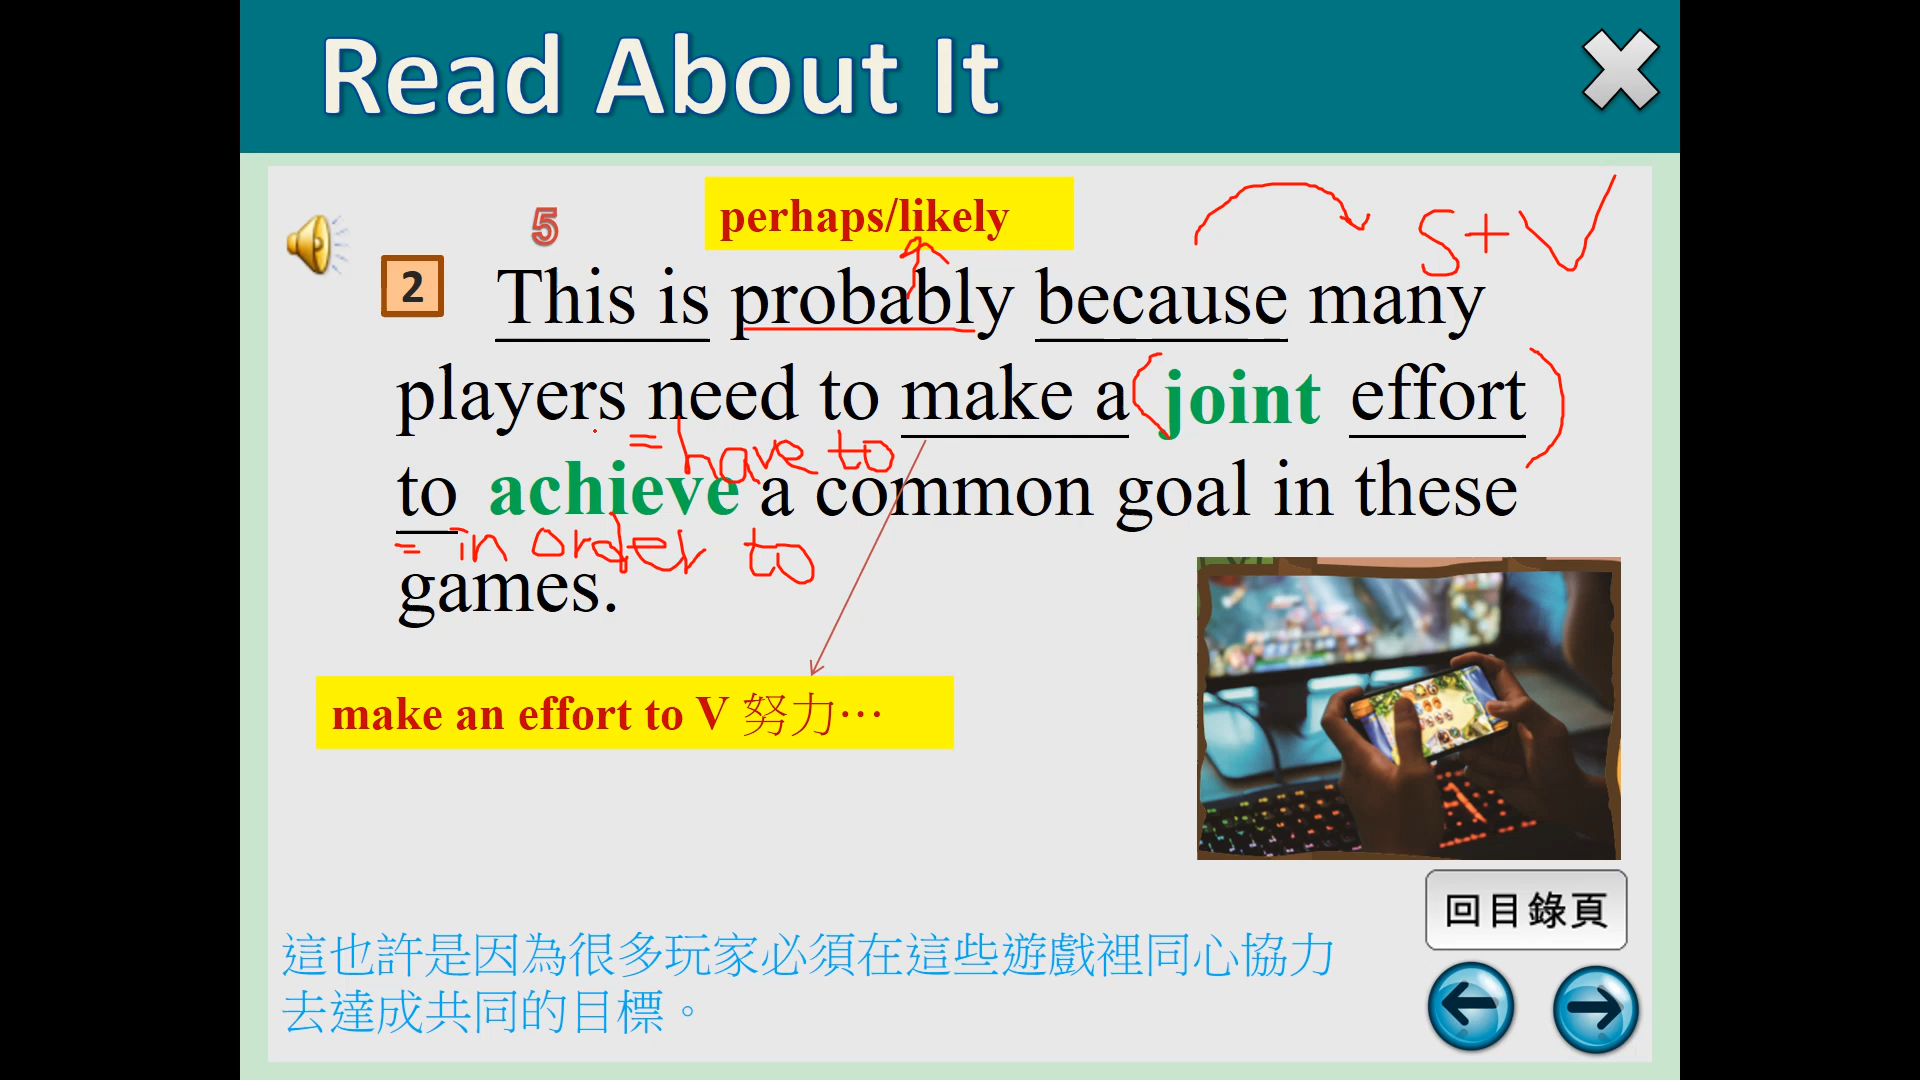 Read About It
5
perhaps/likely
S+V
2
This is probably because many
players need to make a joint effort
= have to
to achieve a common goal in these
= in order to
games.
make an effort to V 努力…
回目錄頁
這也許是因為很多玩家必須在這些遊戲裡同心協力
去達成共同的目標。